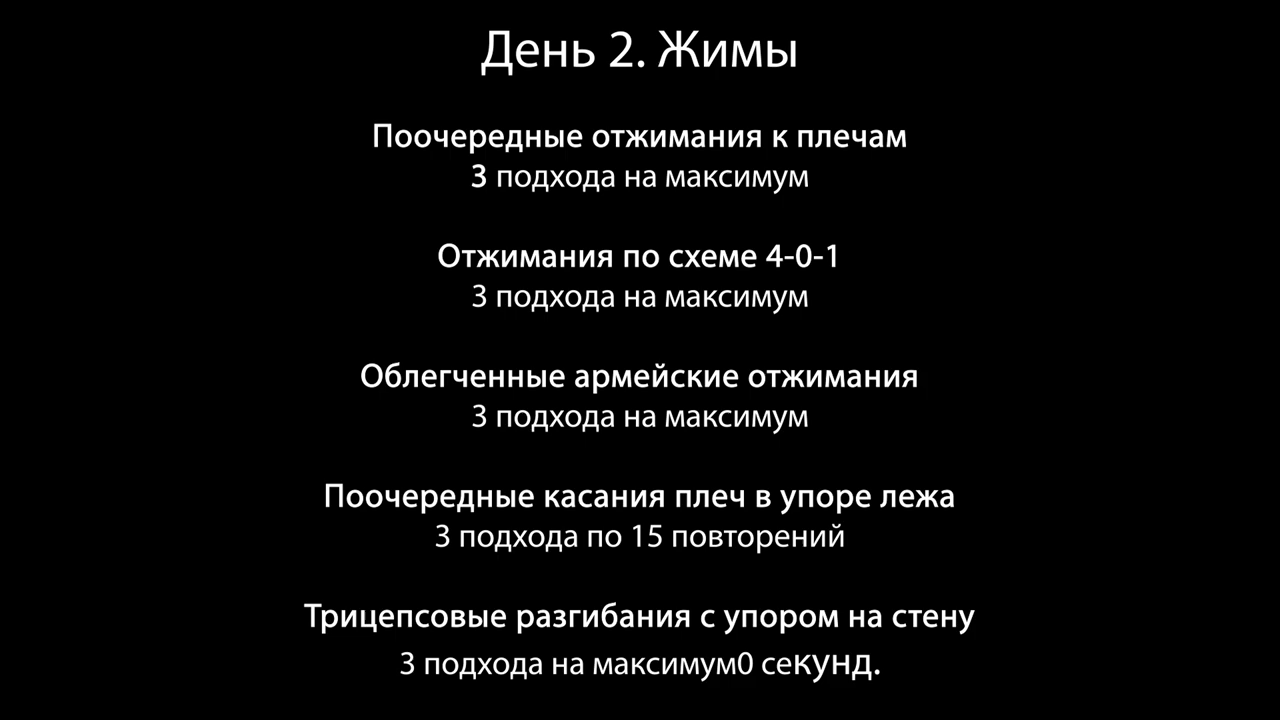 День 2. Жимы
Поочередные отжимания к плечам
3 подхода на максимум
Отжимания по схеме 4-0-1
3 подхода на максимум
Облегченные армейские отжимания
3 подхода на максимум
Поочередные касания плеч в упоре лежа
3 подхода по 15 повторений
Трицепсовые разгибания с упором на стену
3 подхода на максимум0 секунд.